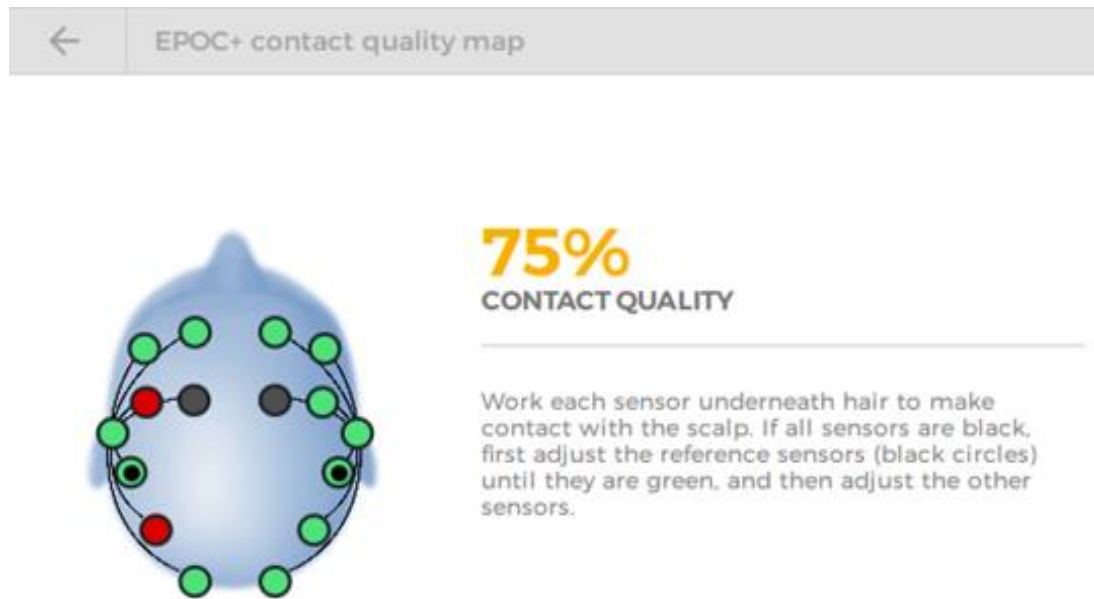 EPOC+ contact quality map
75%
CONTACT QUALITY
Work each sensor underneath hair to make
contact with the scalp. If all sensors are black,
first adjust the reference sensors (black circles)
until they are green, and then adjust the other
sensors.